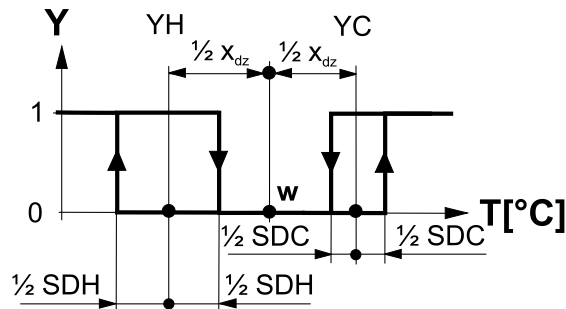 Y YH YC
½ x_dz ½ x_dz
1
w
0 T[°C]
½ SDC ½ SDC
½ SDH ½ SDH